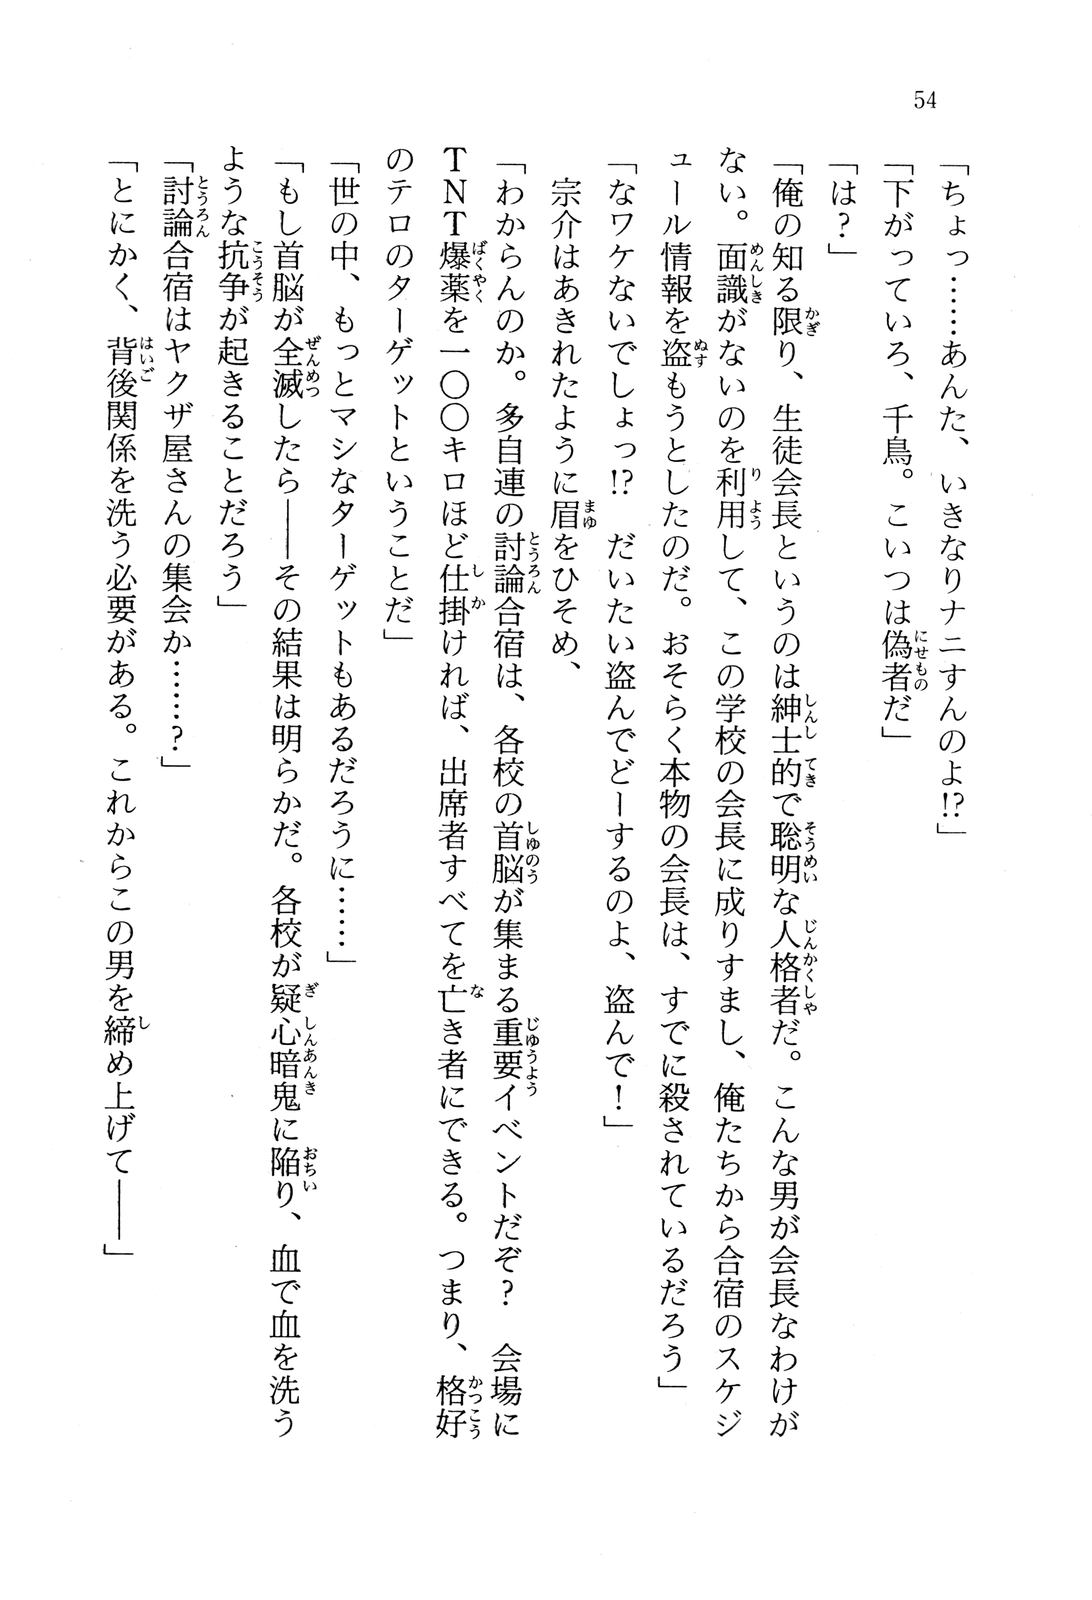 54
「ちょっ……あんた、いきなりナニすんのよ!?」
「下がっていろ、千鳥。こいつは偽者だ」
「は？」
「俺の知る限り、生徒会長というのは紳士的で聡明な人格者だ。こんな男が会長なわけが
ない。面識がないのを利用して、この学校の会長に成りすまし、俺たちから合宿のスケジ
ュール情報を盗もうとしたのだ。おそらく本物の会長は、すでに殺されているだろう」
「なワケないでしょっ!?　だいたい盗んでどーするのよ、盗んで！」
　宗介はあきれたように眉をひそめ、
「わからんのか。多自連の討論合宿は、各校の首脳が集まる重要イベントだぞ？　会場に
ＴＮＴ爆薬を一〇〇キロほど仕掛ければ、出席者すべてを亡き者にできる。つまり、格好
のテロのターゲットということだ」
「世の中、もっとマシなターゲットもあるだろうに……」
「もし首脳が全滅したら――その結果は明らかだ。各校が疑心暗鬼に陥り、血で血を洗う
ような抗争が起きることだろう」
「討論合宿はヤクザ屋さんの集会か……？」
「とにかく、背後関係を洗う必要がある。これからこの男を締め上げて――」